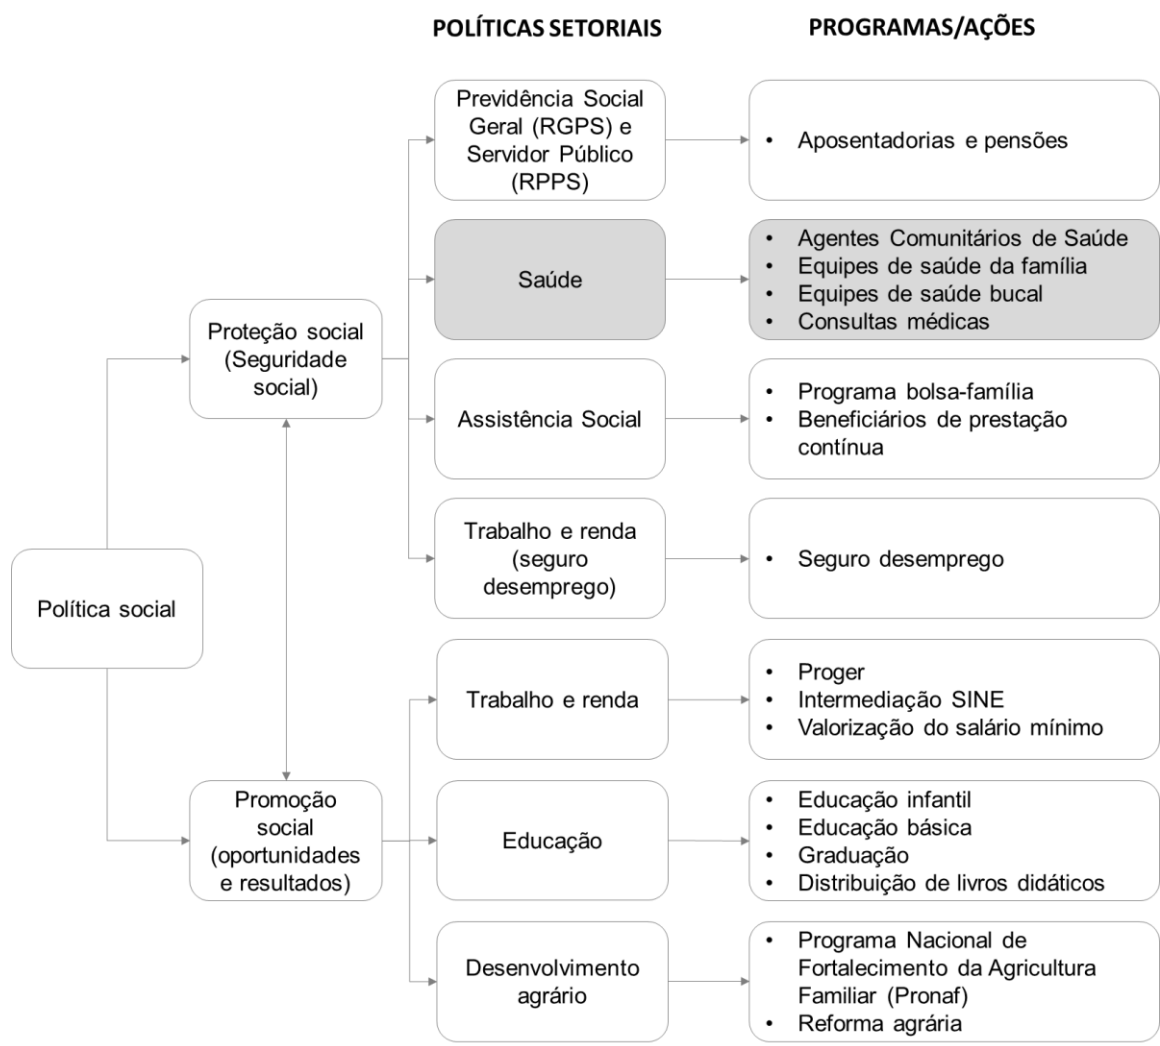 POLÍTICAS SETORIAIS
PROGRAMAS/AÇÕES
Política social
Proteção social
(Seguridade
social)
Previdência Social
Geral (RGPS) e
Servidor Público
(RPPS)
• Aposentadorias e pensões
Saúde
• Agentes Comunitários de Saúde
• Equipes de saúde da família
• Equipes de saúde bucal
• Consultas médicas
Assistência Social
• Programa bolsa-família
• Beneficiários de prestação
contínua
Trabalho e renda
(seguro
desemprego)
• Seguro desemprego
Promoção
social
(oportunidades
e resultados)
Trabalho e renda
• Proger
• Intermediação SINE
• Valorização do salário mínimo
Educação
• Educação infantil
• Educação básica
• Graduação
• Distribuição de livros didáticos
Desenvolvimento
agrário
• Programa Nacional de
Fortalecimento da Agricultura
Familiar (Pronaf)
• Reforma agrária